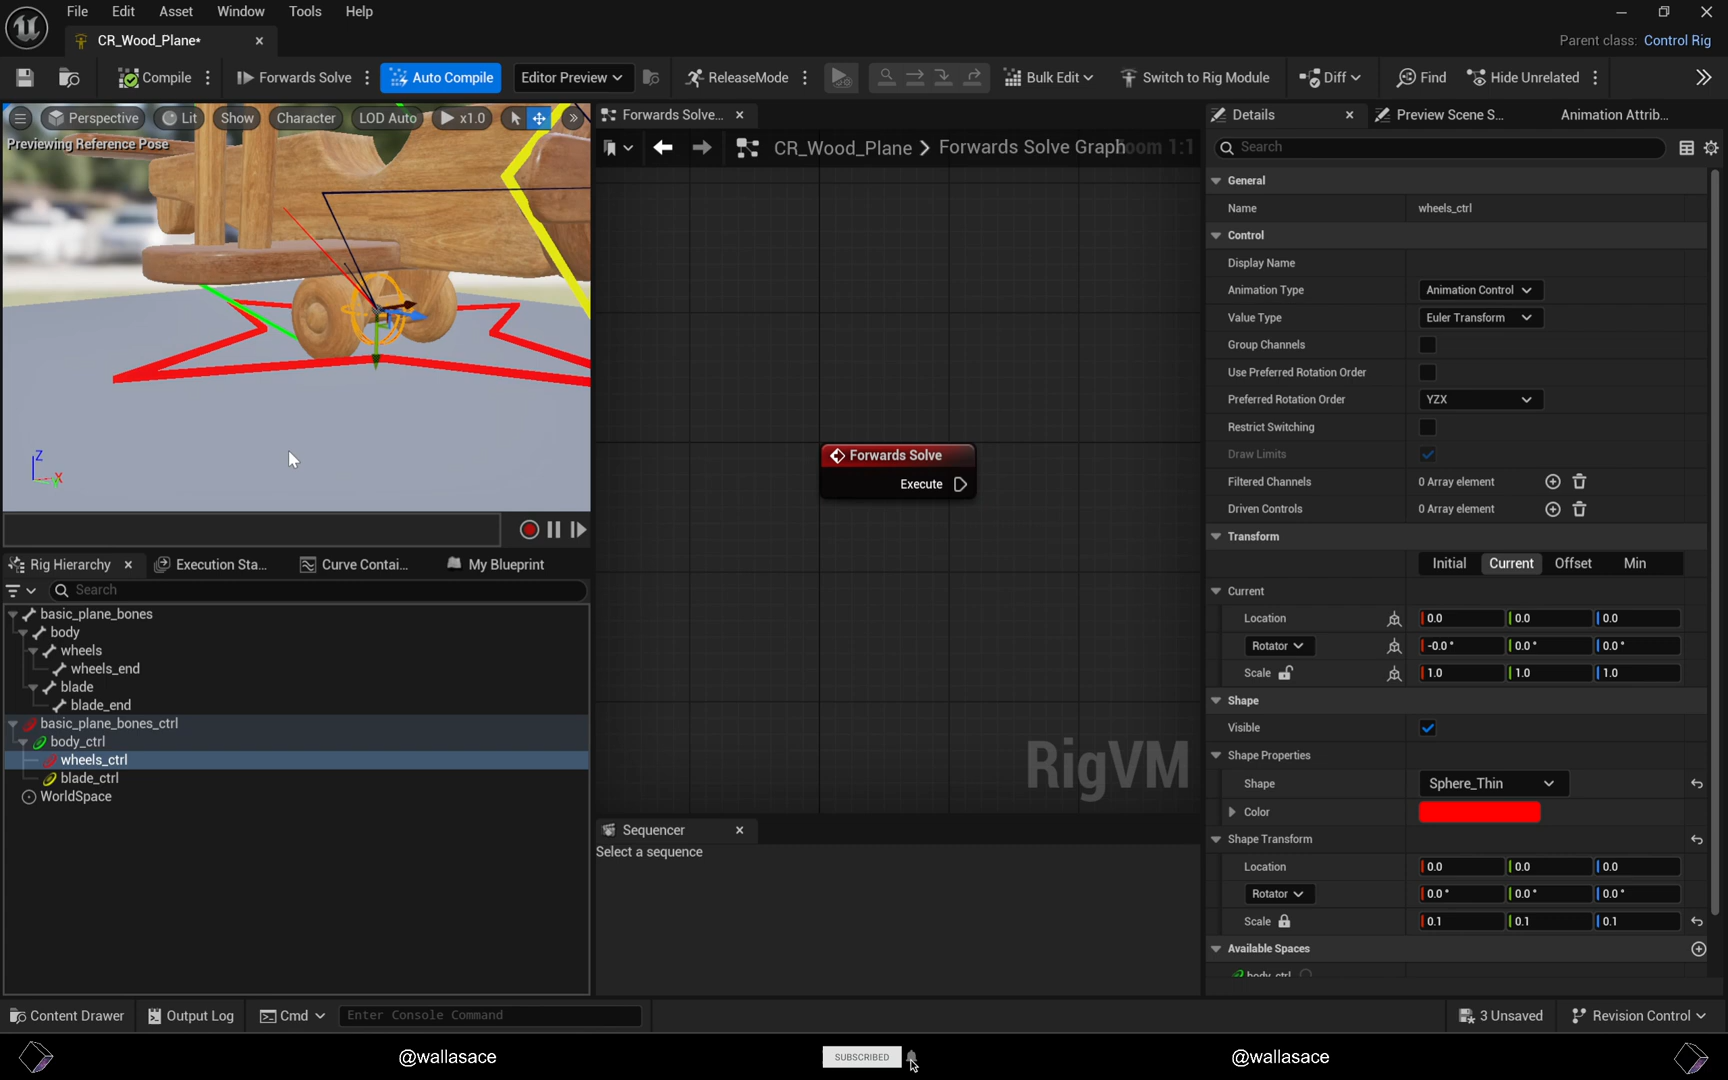 File Edit Asset Window Tools Help
CR_Wood_Plane*
Parent class: Control Rig
Compile Forwards Solve Auto Compile Editor Preview ReleaseMode Bulk Edit Switch to Rig Module Diff Find Hide Unrelated
Perspective Lit Show Character LOD Auto x1.0
Previewing Reference Pose
Z
X
Forwards Solve...
CR_Wood_Plane > Forwards Solve Graph
oom 1:1
Forwards Solve
Execute
RigVM
Sequencer
Select a sequence
Rig Hierarchy Execution Sta... Curve Contai... My Blueprint
Search
basic_plane_bones
body
wheels
wheels_end
blade
blade_end
basic_plane_bones_ctrl
body_ctrl
wheels_ctrl
blade_ctrl
WorldSpace
Details Preview Scene S... Animation Attrib...
Search
General
Name wheels_ctrl
Control
Display Name
Animation Type Animation Control
Value Type Euler Transform
Group Channels
Use Preferred Rotation Order
Preferred Rotation Order YZX
Restrict Switching
Draw Limits
Filtered Channels 0 Array element
Driven Controls 0 Array element
Transform
Initial Current Offset Min
Current
Location 0.0 0.0 0.0
Rotator -0.0 ° 0.0 ° 0.0 °
Scale 1.0 1.0 1.0
Shape
Visible
Shape Properties
Shape Sphere_Thin
Color
Shape Transform
Location 0.0 0.0 0.0
Rotator 0.0 ° 0.0 ° 0.0 °
Scale 0.1 0.1 0.1
Available Spaces
body_ctrl
Content Drawer Output Log Cmd Enter Console Command 3 Unsaved Revision Control
@wallasace SUBSCRIBED @wallasace